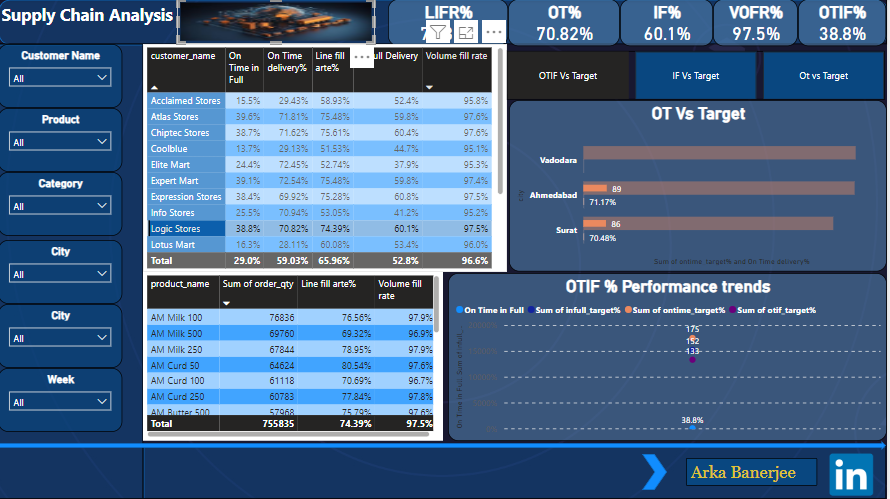 Supply Chain Analysis
LIFR%
OT%
70.82%
IF%
60.1%
VOFR%
97.5%
OTIF%
38.8%
Customer Name
All
Product
All
Category
All
City
All
City
All
Week
All
customer_name On Time in Full On Time delivery% Line fill arte% ull Delivery Volume fill rate
Acclaimed Stores 15.5% 29.43% 58.93% 52.4% 95.8%
Atlas Stores 39.6% 71.81% 75.48% 59.8% 97.6%
Chiptec Stores 38.7% 71.62% 75.61% 60.4% 97.6%
Coolblue 13.7% 29.13% 51.53% 44.7% 95.1%
Elite Mart 24.4% 72.45% 52.74% 37.9% 95.3%
Expert Mart 39.1% 72.54% 75.48% 59.8% 97.4%
Expression Stores 38.4% 69.92% 75.28% 60.8% 97.5%
Info Stores 25.5% 70.94% 53.05% 41.2% 95.2%
Logic Stores 38.8% 70.82% 74.39% 60.1% 97.5%
Lotus Mart 16.3% 28.11% 60.08% 53.4% 96.0%
Total 29.0% 59.03% 65.96% 52.8% 96.6%
OTIF Vs Target
IF Vs Target
Ot vs Target
OT Vs Target
City
Vadodara
Ahmedabad 89
71.17%
Surat 86
70.48%
Sum of ontime_target% and On Time delivery%
product_name Sum of order_qty Line fill arte% Volume fill rate
AM Milk 100 76836 76.56% 97.9%
AM Milk 500 69760 69.32% 96.9%
AM Milk 250 67844 78.95% 97.9%
AM Curd 50 64624 80.54% 97.6%
AM Curd 100 61118 70.69% 96.7%
AM Curd 250 60783 77.84% 97.8%
AM Butter 500 57968 75.79% 97.6%
Total 755835 74.39% 97.5%
OTIF % Performance trends
On Time in Full Sum of infull_target% Sum of ontime_target% Sum of otif_target%
175
152
133
38.8%
Arka Banerjee
in